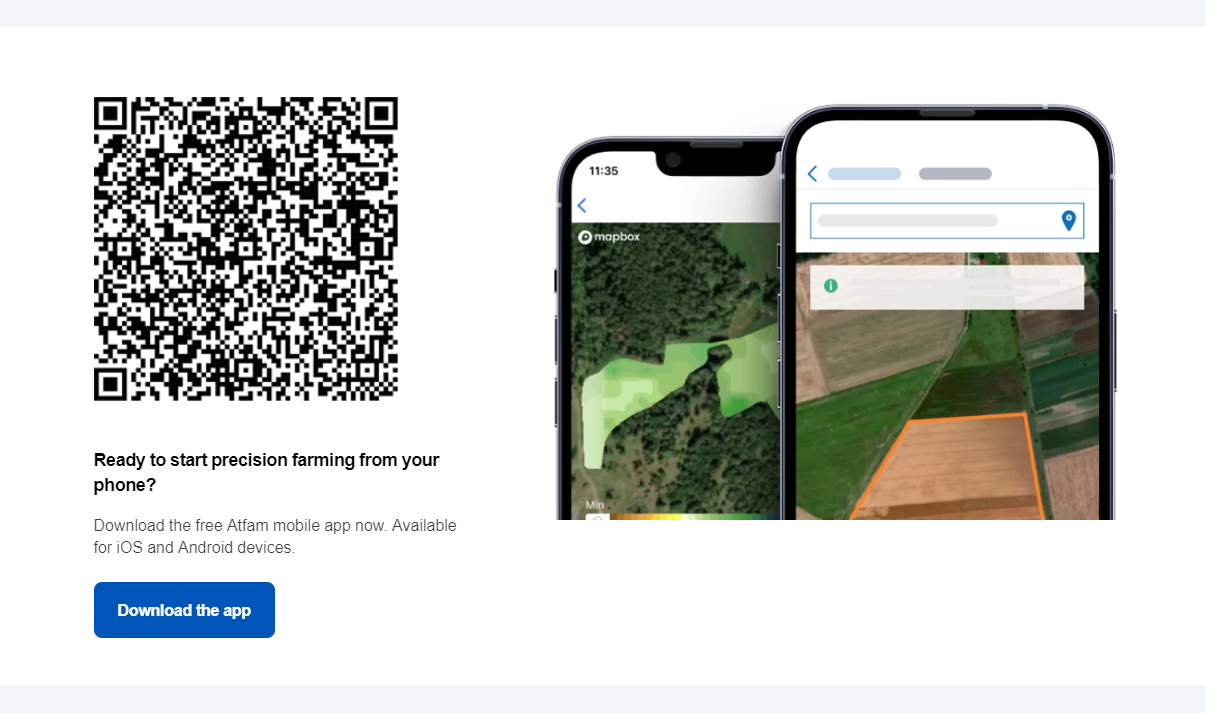 11:35
mapbox
Min
Ready to start precision farming from your
phone?
Download the free Atfam mobile app now. Available
for iOS and Android devices.
Download the app